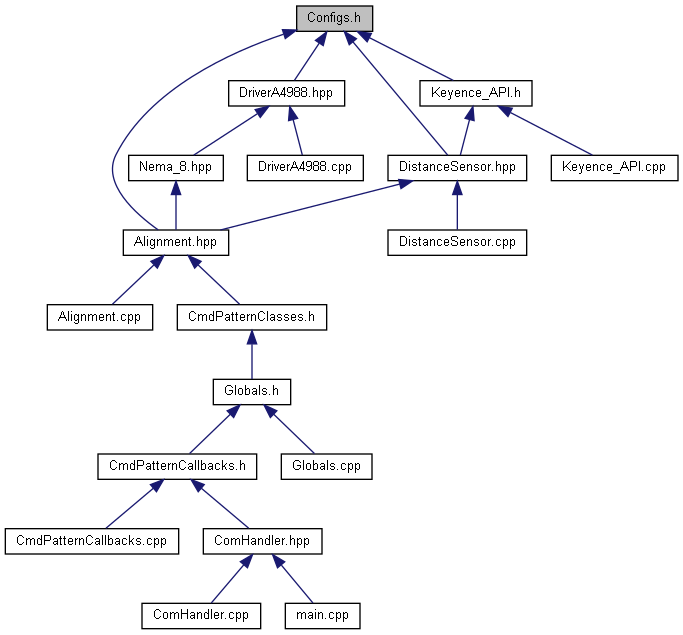 Configs.h
DriverA4988.hpp
Keyence_API.h
Nema_8.hpp
DriverA4988.cpp
DistanceSensor.hpp
Keyence_API.cpp
Alignment.hpp
DistanceSensor.cpp
Alignment.cpp
CmdPatternClasses.h
Globals.h
CmdPatternCallbacks.h
Globals.cpp
CmdPatternCallbacks.cpp
ComHandler.hpp
ComHandler.cpp
main.cpp